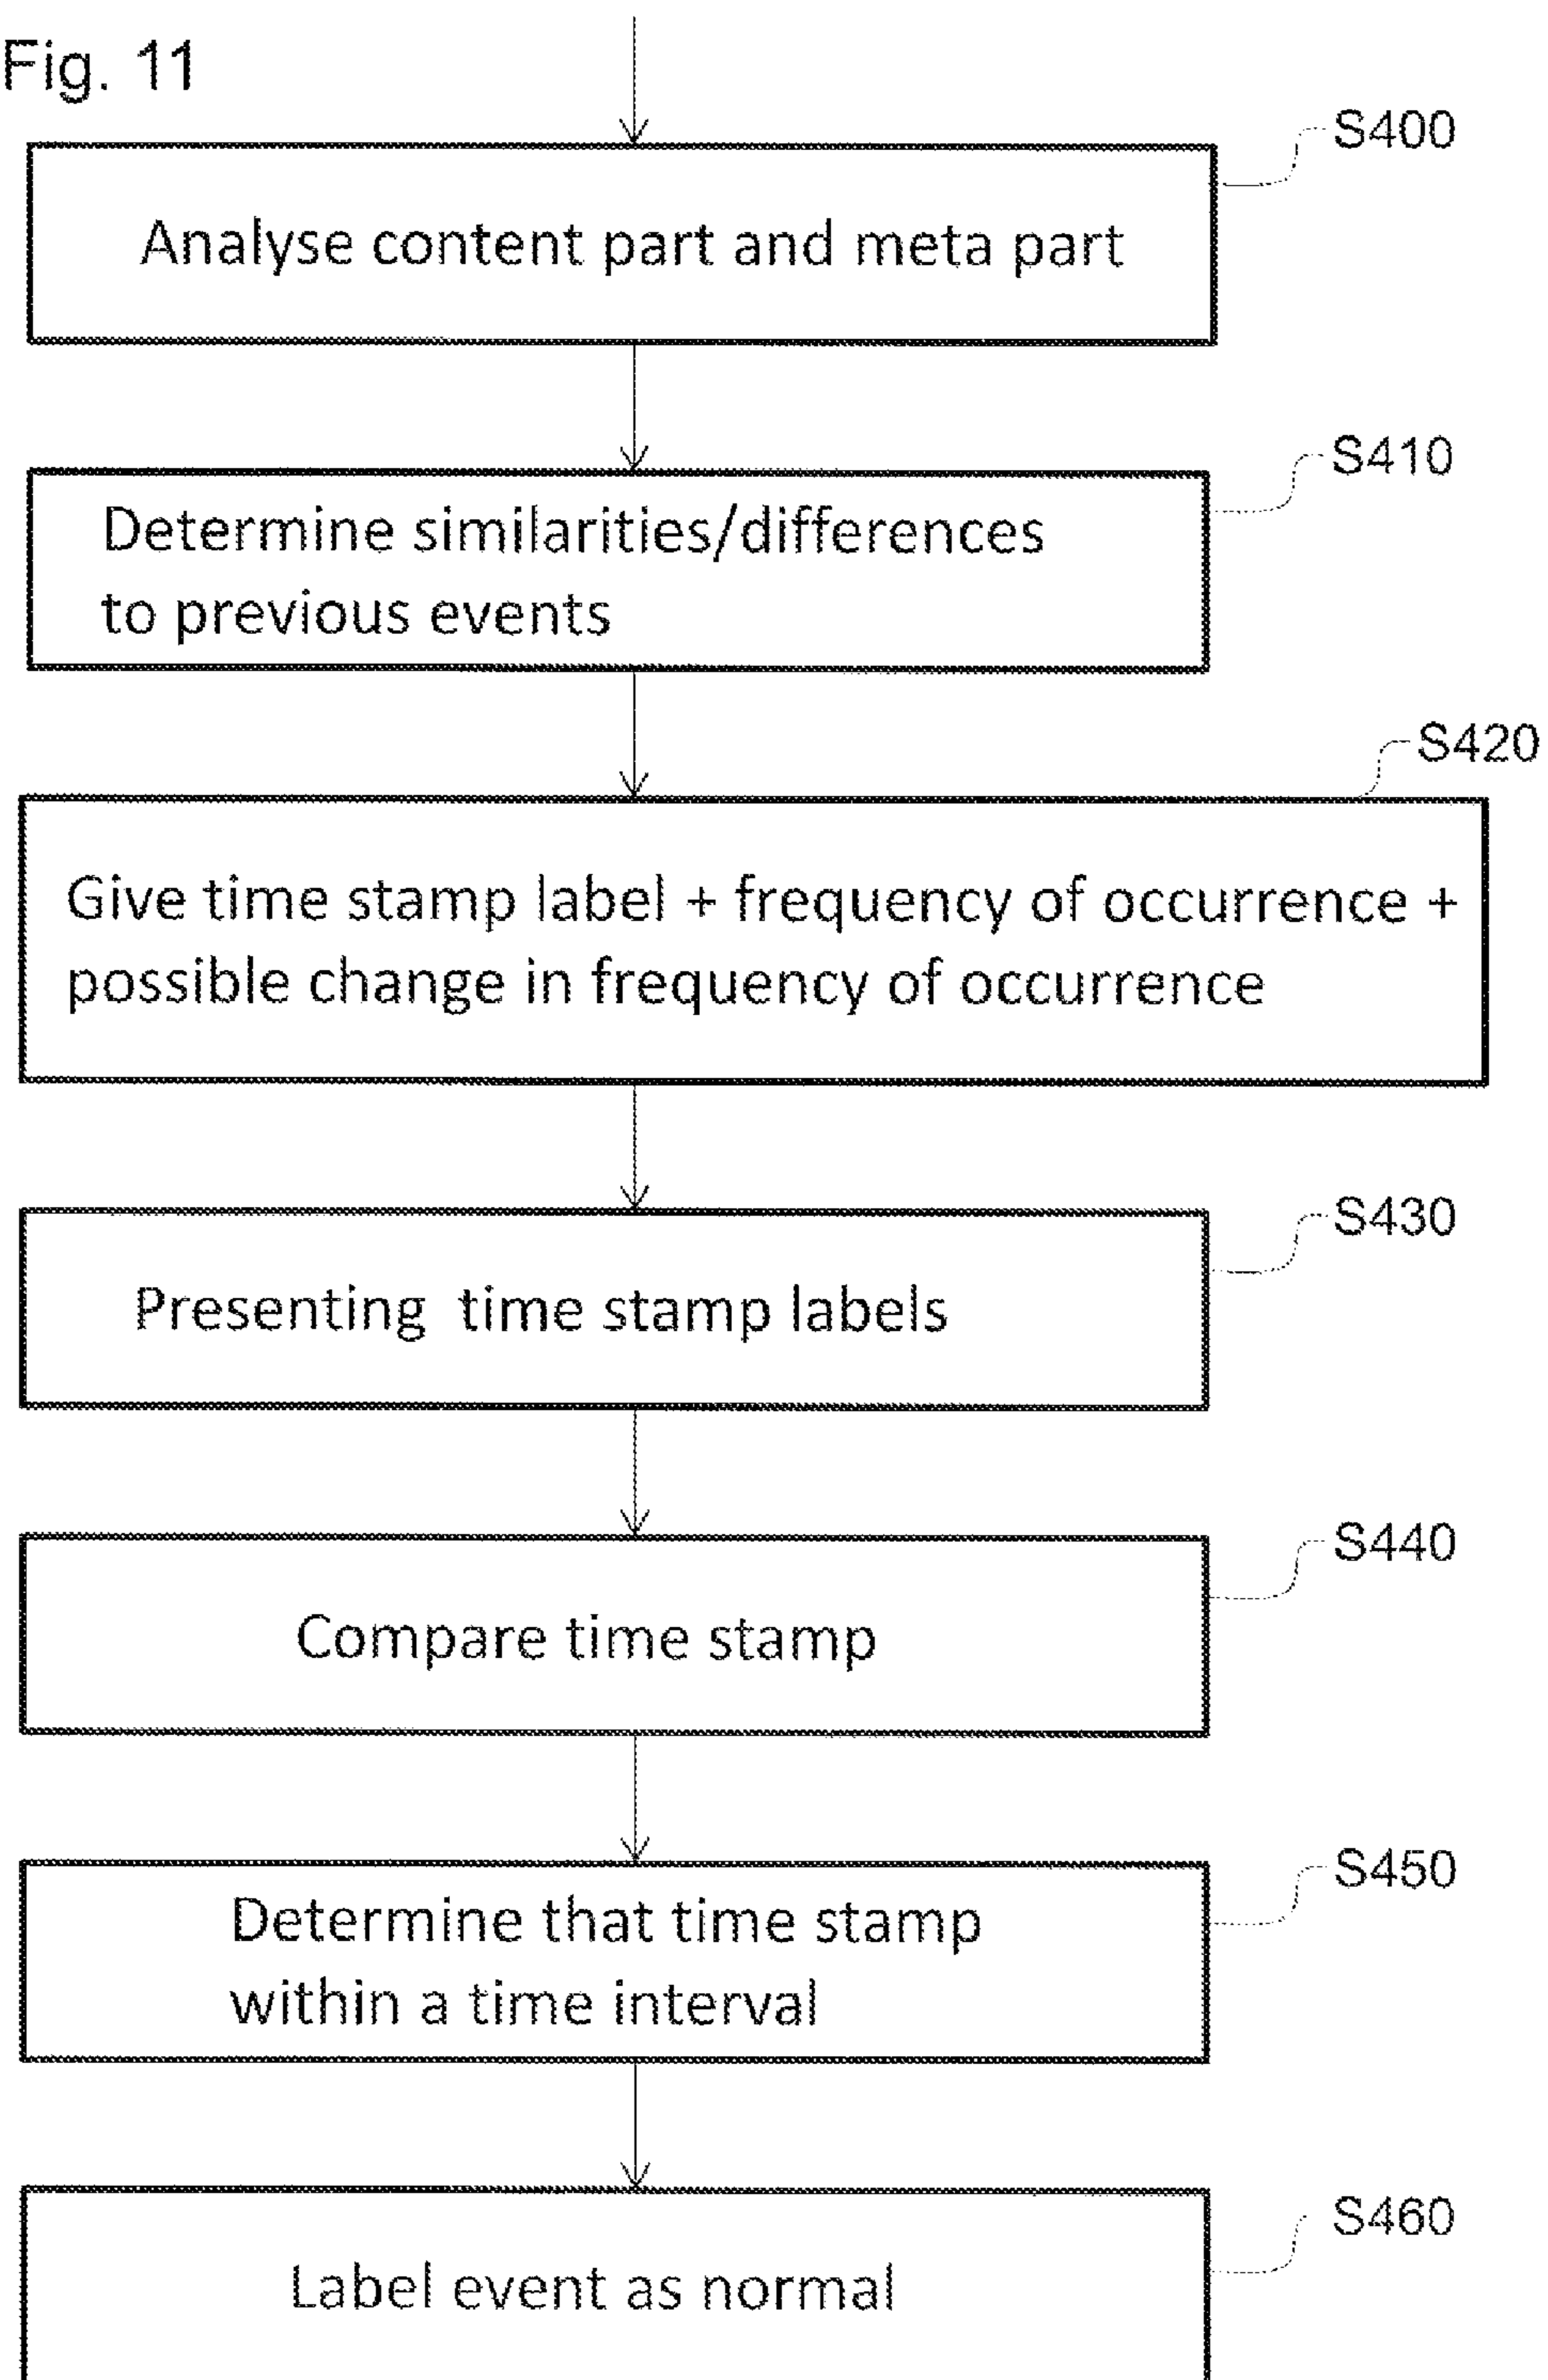 Fig. 11
S400
Analyse content part and meta part
S410
Determine similarities/differences
to previous events
S420
Give time stamp label + frequency of occurrence +
possible change in frequency of occurrence
S430
Presenting time stamp labels
S440
Compare time stamp
S450
Determine that time stamp
within a time interval
S460
Label event as normal